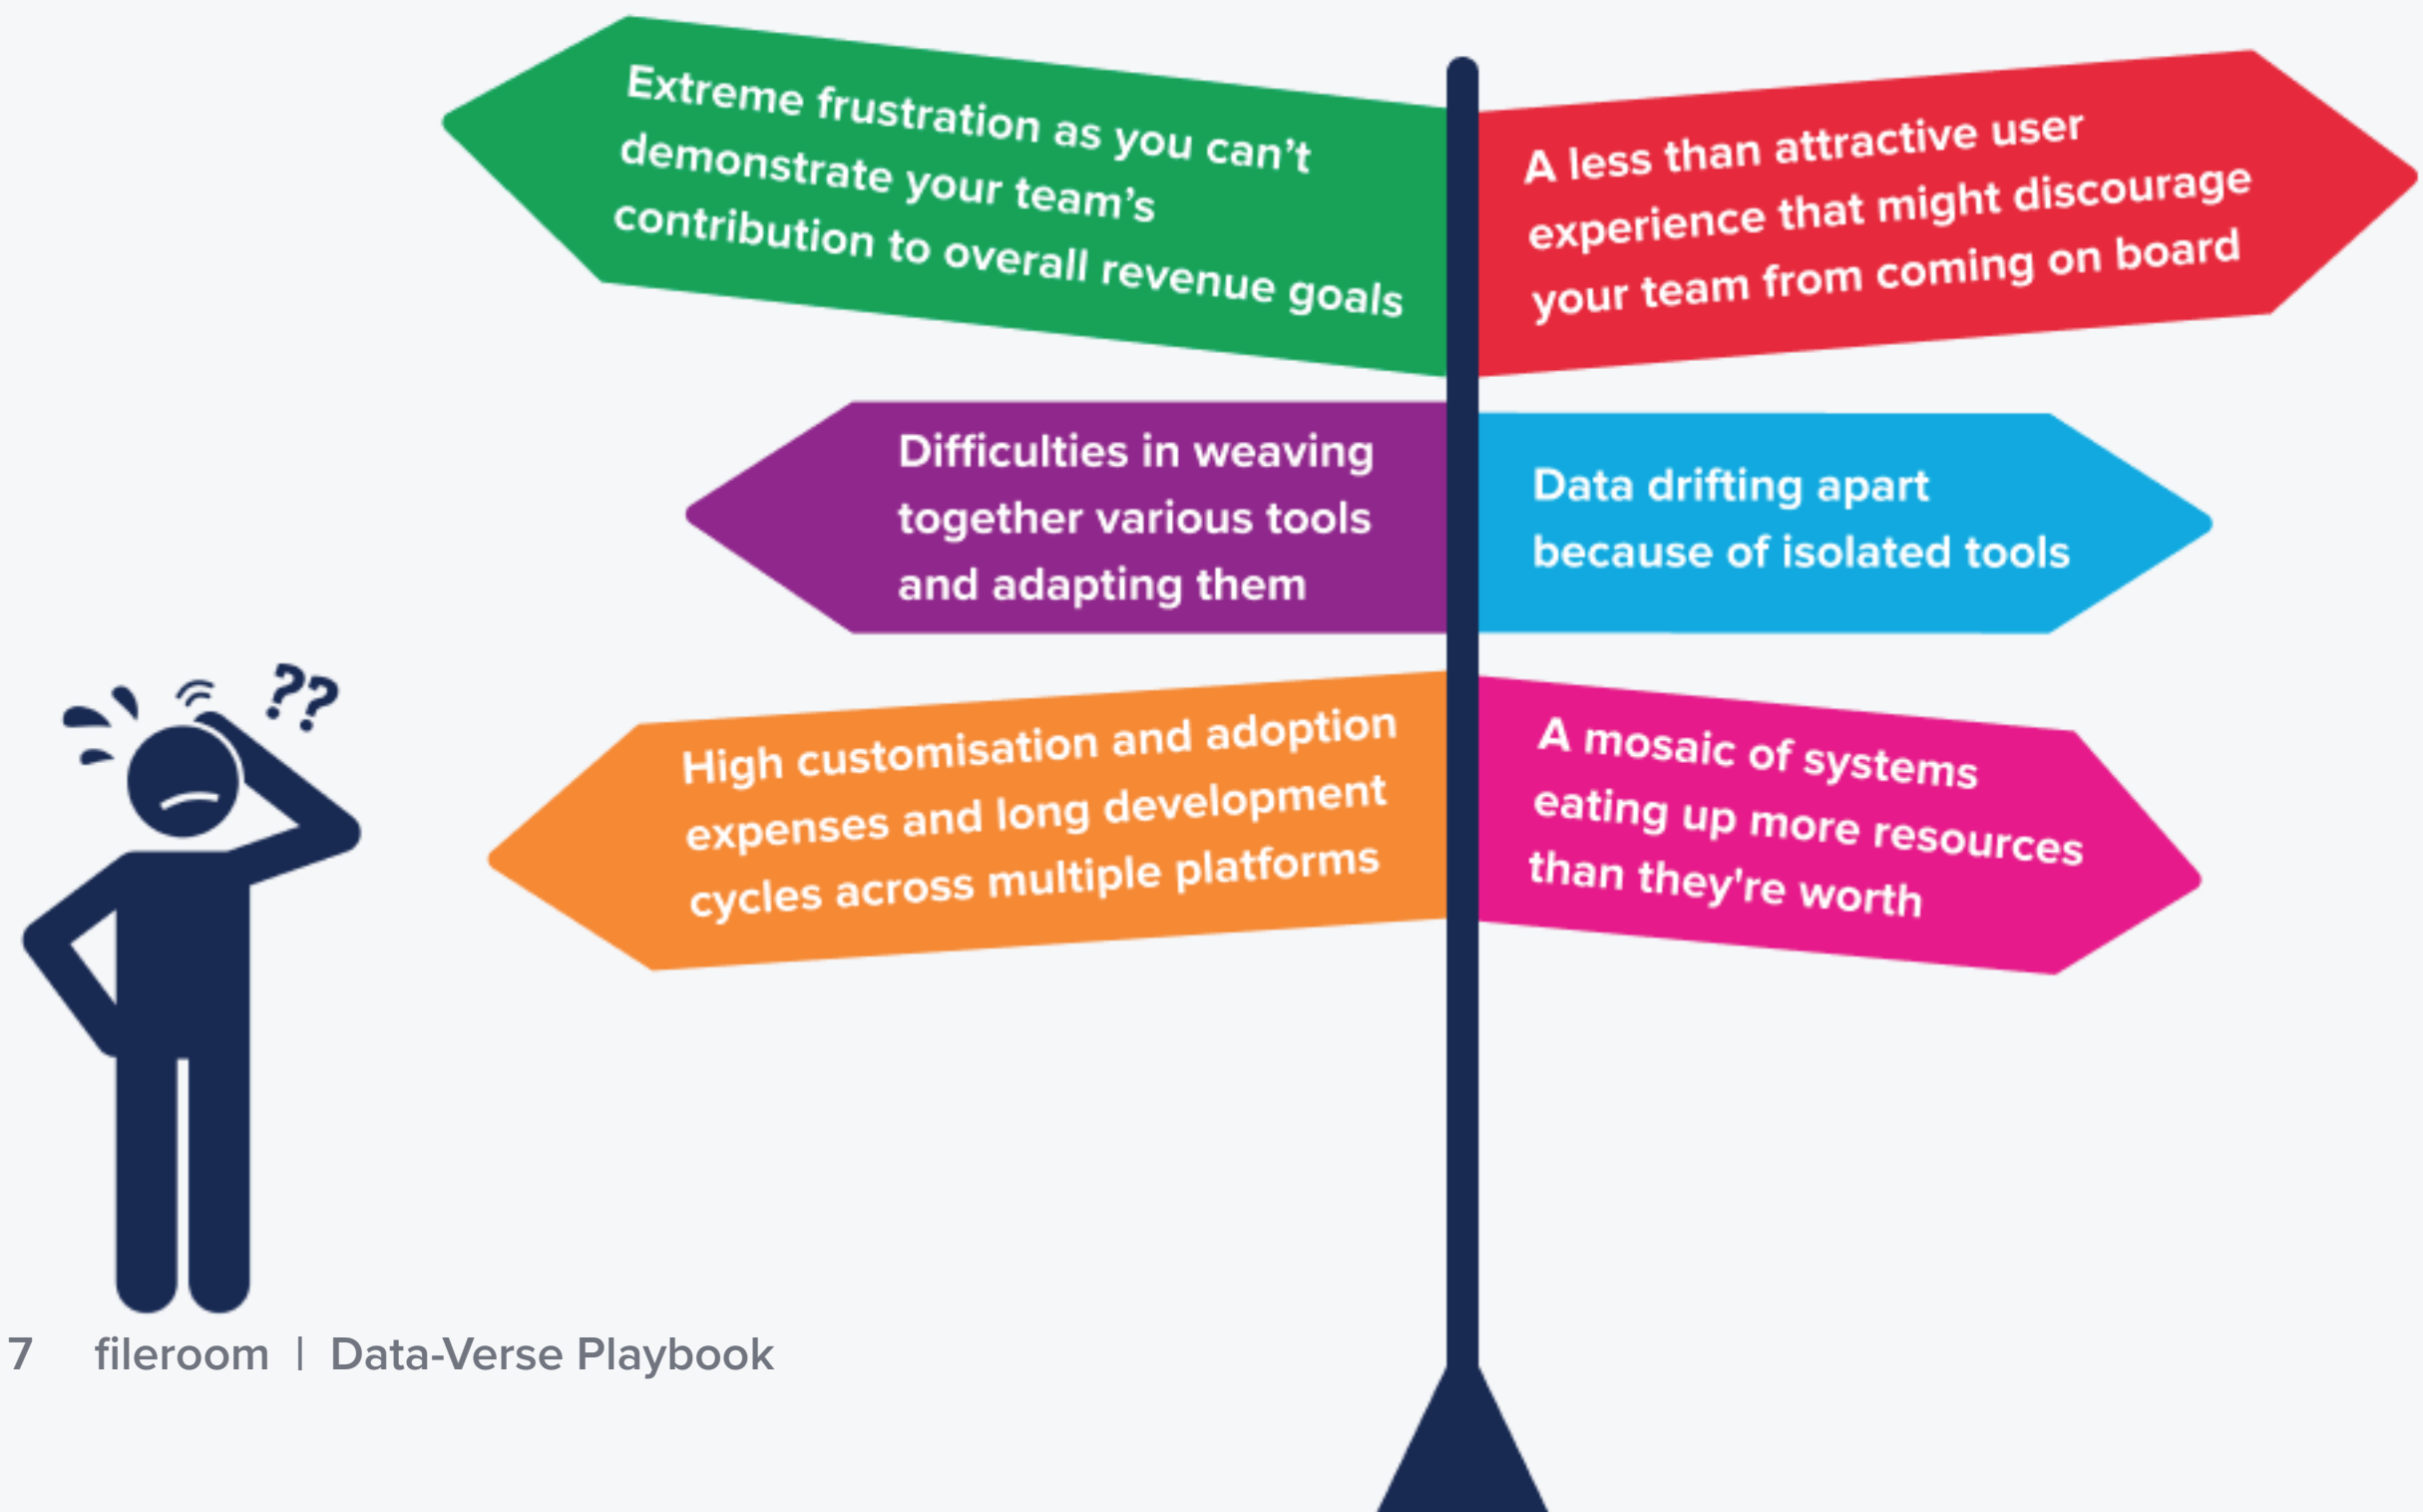 Extreme frustration as you can’t
demonstrate your team’s
contribution to overall revenue goals
A less than attractive user
experience that might discourage
your team from coming on board
Difficulties in weaving
together various tools
and adapting them
Data drifting apart
because of isolated tools
High customisation and adoption
expenses and long development
cycles across multiple platforms
A mosaic of systems
eating up more resources
than they're worth
??
7 fileroom | Data-Verse Playbook